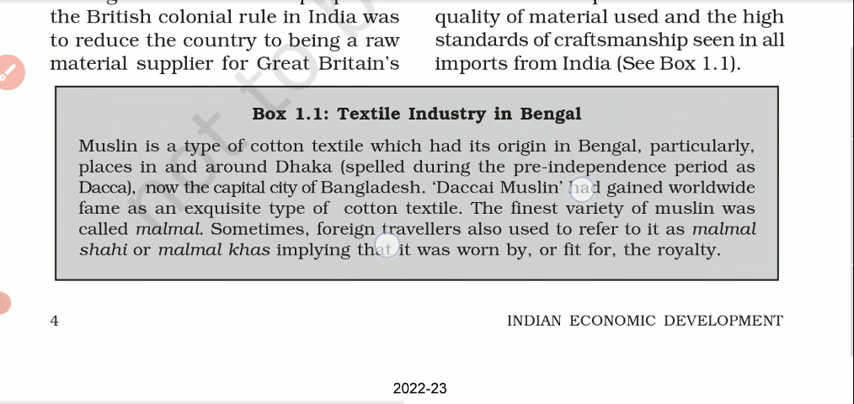 the British colonial rule in India was
to reduce the country to being a raw
material supplier for Great Britain's
quality of material used and the high
standards of craftsmanship seen in all
imports from India (See Box 1.1).
Box 1.1: Textile Industry in Bengal
Muslin is a type of cotton textile which had its origin in Bengal, particularly,
places in and around Dhaka (spelled during the pre-independence period as
Dacca), now the capital city of Bangladesh. ‘Daccai Muslin’ had gained worldwide
fame as an exquisite type of cotton textile. The finest variety of muslin was
called malmal. Sometimes, foreign travellers also used to refer to it as malmal
shahi or malmal khas implying that it was worn by, or fit for, the royalty.
4
INDIAN ECONOMIC DEVELOPMENT
2022-23
not to b